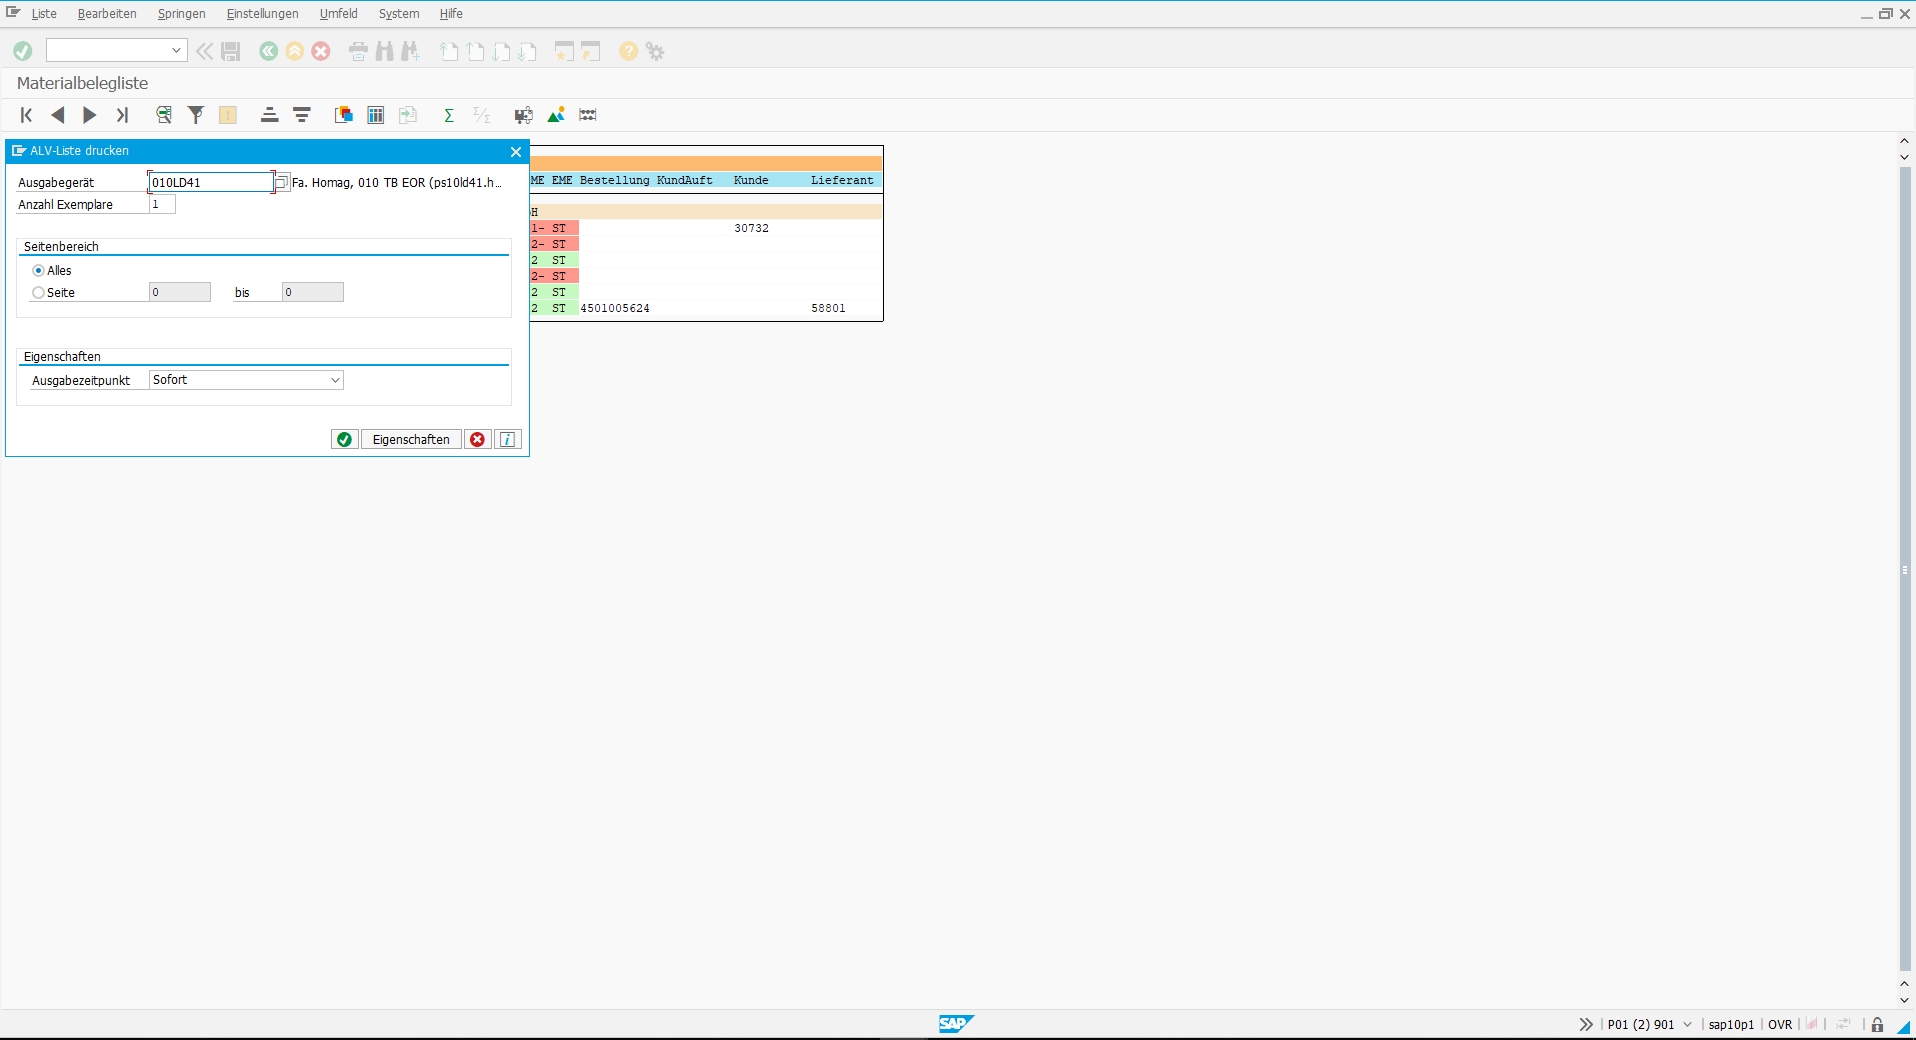 Liste Bearbeiten Springen Einstellungen Umfeld System Hilfe
Materialbelegliste
ALV-Liste drucken
Ausgabegerät 010LD41 Fa. Homag, 010 TB EOR (ps10ld41.h...
Anzahl Exemplare 1
Seitenbereich
Alles
Seite 0 bis 0
Eigenschaften
Ausgabezeitpunkt Sofort
Eigenschaften
ME EME Bestellung KundAuft Kunde Lieferant
H
1- ST 30732
2- ST
2 ST
2- ST
2 ST
2 ST 4501005624 58801
SAP
P01 (2) 901 sap10p1 OVR